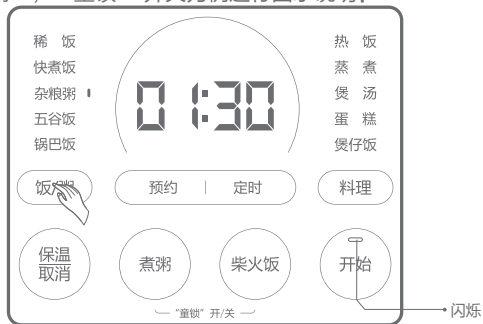 稀 饭
快煮饭
杂粮粥
五谷饭
锅巴饭
01:30
热 饭
蒸 煮
煲 汤
蛋 糕
煲仔饭
饭/粥
预约 | 定时
料理
保温
取消
煮粥
柴火饭
开始
"童锁" 开/关
闪烁